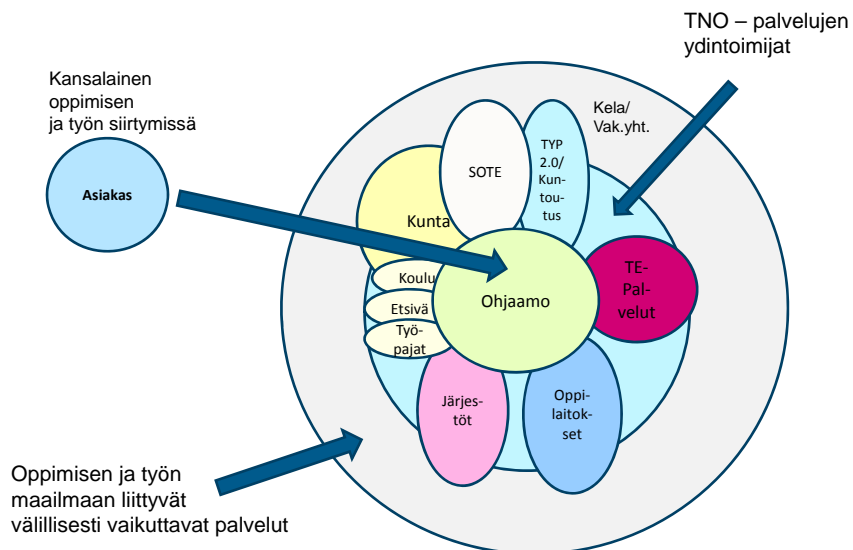 TNO – palvelujen
ydintoimijat
Kansalainen
oppimisen
ja työn siirtymissä
Asiakas
Kela/
Vak.yht.
SOTE
TYP
2.0/
Kun-
tou-
tus
Kunta
Koulu
Etsivä
Työ-
pajat
Ohjaamo
TE-
Pal-
velut
Järjes-
töt
Oppi-
laitok-
set
Oppimisen ja työn
maailmaan liittyvät
välillisesti vaikuttavat palvelut